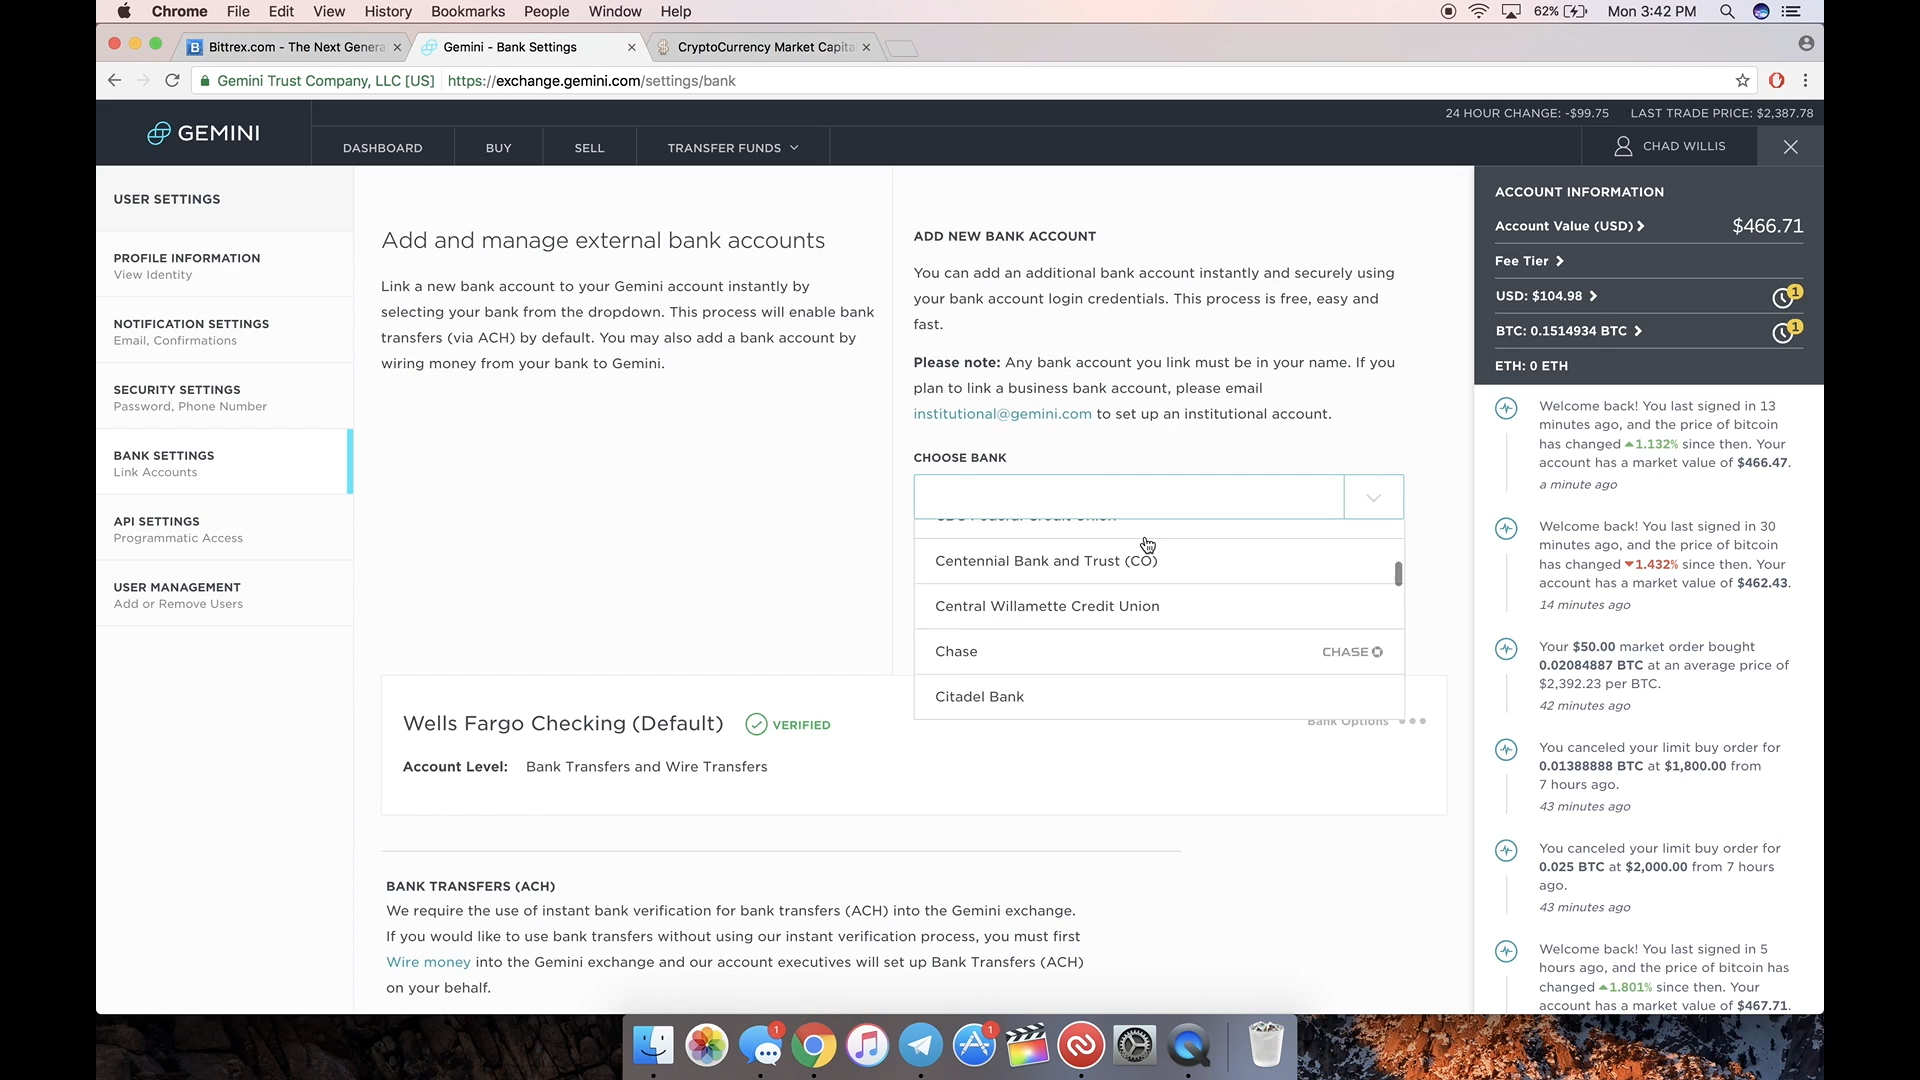 Chrome File Edit View History Bookmarks People Window Help 62% Mon 3:42 PM
Bittrex.com - The Next Genera Gemini - Bank Settings CryptoCurrency Market Capita
Gemini Trust Company, LLC [US] https://exchange.gemini.com/settings/bank
24 HOUR CHANGE: -$99.75 LAST TRADE PRICE: $2,387.78
GEMINI DASHBOARD BUY SELL TRANSFER FUNDS CHAD WILLIS
USER SETTINGS
PROFILE INFORMATION
View Identity
NOTIFICATION SETTINGS
Email, Confirmations
SECURITY SETTINGS
Password, Phone Number
BANK SETTINGS
Link Accounts
API SETTINGS
Programmatic Access
USER MANAGEMENT
Add or Remove Users
Add and manage external bank accounts
Link a new bank account to your Gemini account instantly by
selecting your bank from the dropdown. This process will enable bank
transfers (via ACH) by default. You may also add a bank account by
wiring money from your bank to Gemini.
ADD NEW BANK ACCOUNT
You can add an additional bank account instantly and securely using
your bank account login credentials. This process is free, easy and
fast.
Please note: Any bank account you link must be in your name. If you
plan to link a business bank account, please email
institutional@gemini.com to set up an institutional account.
CHOOSE BANK
Federal Credit Union
Centennial Bank and Trust (CO)
Central Willamette Credit Union
Chase CHASE
Citadel Bank
Wells Fargo Checking (Default) VERIFIED
Bank Options
Account Level: Bank Transfers and Wire Transfers
BANK TRANSFERS (ACH)
We require the use of instant bank verification for bank transfers (ACH) into the Gemini exchange.
If you would like to use bank transfers without using our instant verification process, you must first
Wire money into the Gemini exchange and our account executives will set up Bank Transfers (ACH)
on your behalf.
ACCOUNT INFORMATION
Account Value (USD) $466.71
Fee Tier
USD: $104.98 1
BTC: 0.1514934 BTC 1
ETH: 0 ETH
Welcome back! You last signed in 13
minutes ago, and the price of bitcoin
has changed 1.132% since then. Your
account has a market value of $466.47.
a minute ago
Welcome back! You last signed in 30
minutes ago, and the price of bitcoin
has changed 1.432% since then. Your
account has a market value of $462.43.
14 minutes ago
Your $50.00 market order bought
0.02084887 BTC at an average price of
$2,392.23 per BTC.
42 minutes ago
You canceled your limit buy order for
0.01388888 BTC at $1,800.00 from
7 hours ago.
43 minutes ago
You canceled your limit buy order for
0.025 BTC at $2,000.00 from 7 hours
ago.
43 minutes ago
Welcome back! You last signed in 5
hours ago, and the price of bitcoin has
changed 1.801% since then. Your
account has a market value of $467.71.
1 1